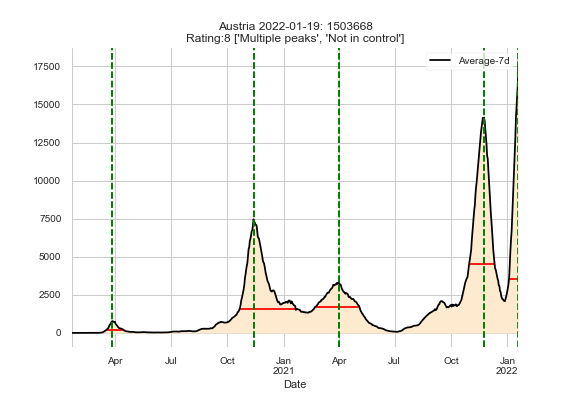 Austria 2022-01-19: 1503668
Rating:8 ['Multiple peaks', 'Not in control']
Average-7d
17500
15000
12500
10000
7500
5000
2500
0
Apr
Jul
Oct
Jan
2021
Apr
Jul
Oct
Jan
2022
Date